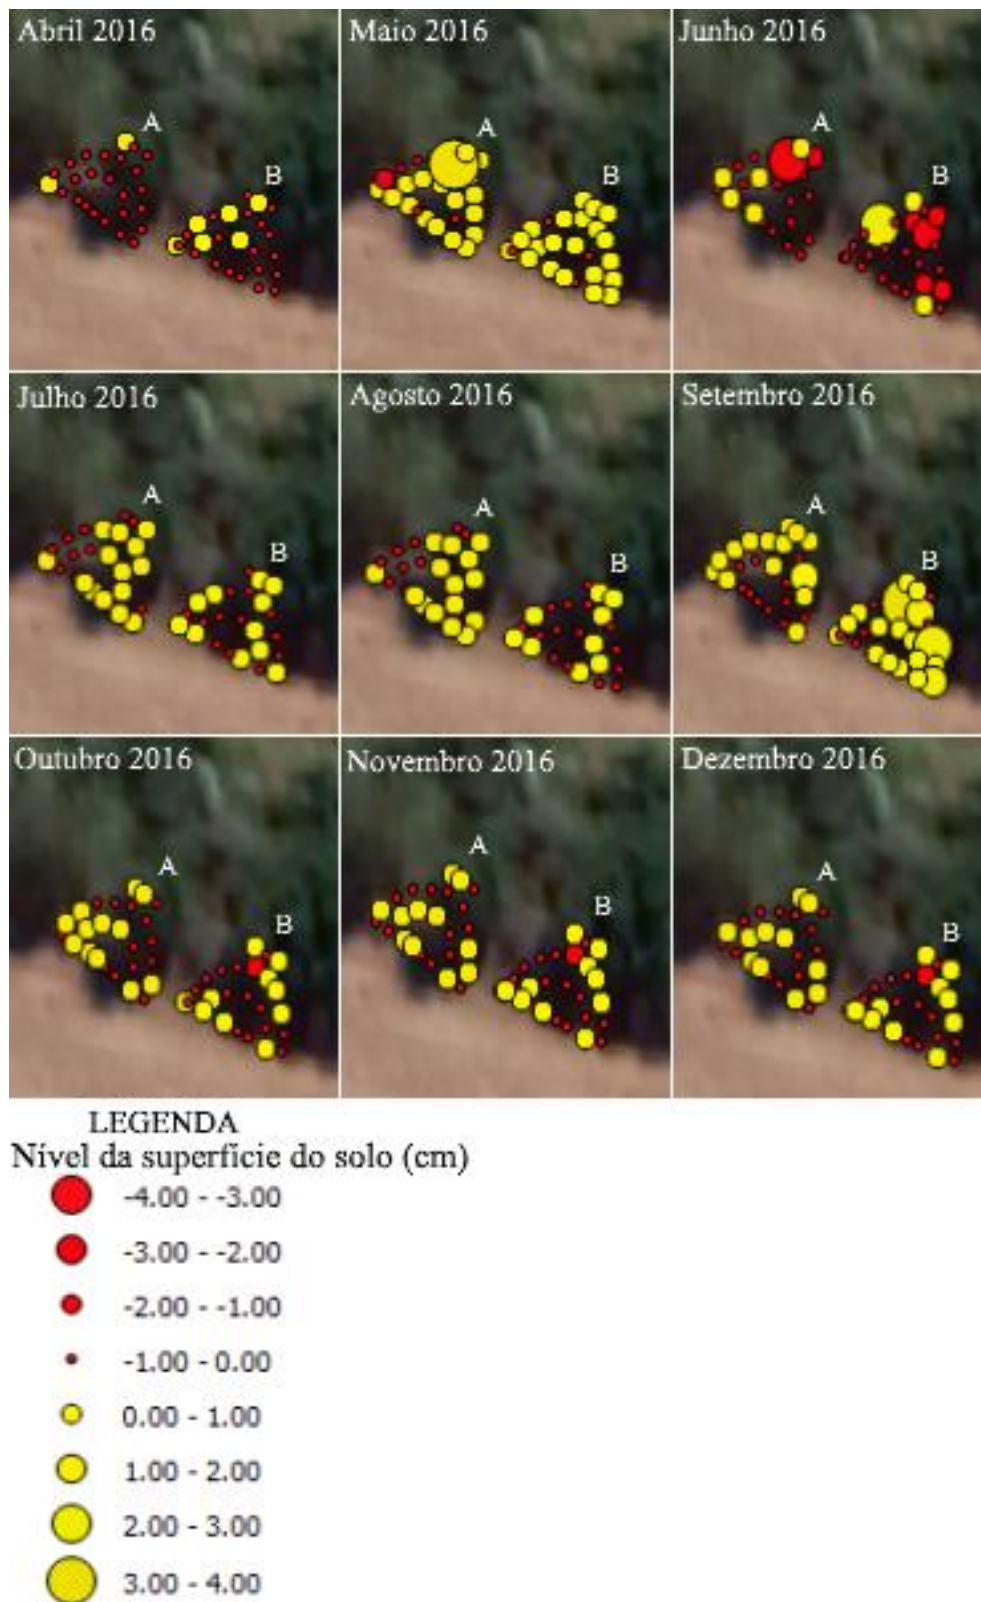 Abril 2016
Maio 2016
Junho 2016
A
A
A
B
B
B
Julho 2016
Agosto 2016
Setembro 2016
A
A
A
B
B
B
Outubro 2016
Novembro 2016
Dezembro 2016
A
A
A
B
B
B
LEGENDA
Nível da superfície do solo (cm)
-4.00 - -3.00
-3.00 - -2.00
-2.00 - -1.00
-1.00 - 0.00
0.00 - 1.00
1.00 - 2.00
2.00 - 3.00
3.00 - 4.00